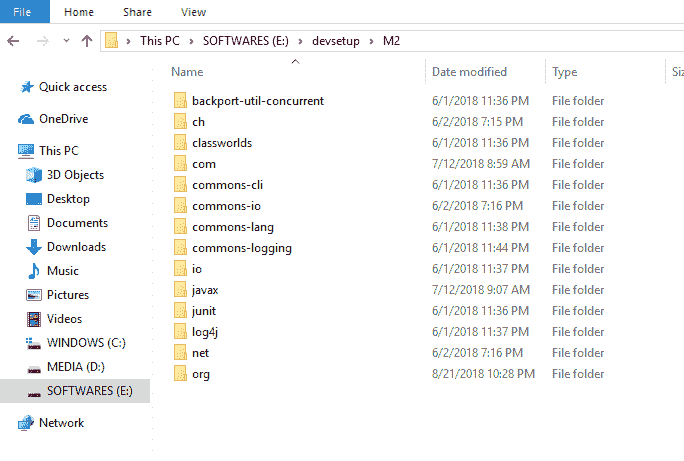 File Home Share View
This PC > SOFTWARES (E:) > devsetup > M2
Name Date modified Type Siz
Quick access
OneDrive
This PC
3D Objects
Desktop
Documents
Downloads
Music
Pictures
Videos
WINDOWS (C:)
MEDIA (D:)
SOFTWARES (E:)
Network
backport-util-concurrent 6/1/2018 11:36 PM File folder
ch 6/2/2018 7:15 PM File folder
classworlds 6/1/2018 11:36 PM File folder
com 7/12/2018 8:59 AM File folder
commons-cli 6/1/2018 11:36 PM File folder
commons-io 6/2/2018 7:16 PM File folder
commons-lang 6/1/2018 11:38 PM File folder
commons-logging 6/1/2018 11:44 PM File folder
io 6/1/2018 11:37 PM File folder
javax 7/12/2018 9:07 AM File folder
junit 6/1/2018 11:36 PM File folder
log4j 6/1/2018 11:37 PM File folder
net 6/2/2018 7:16 PM File folder
org 8/21/2018 10:28 PM File folder